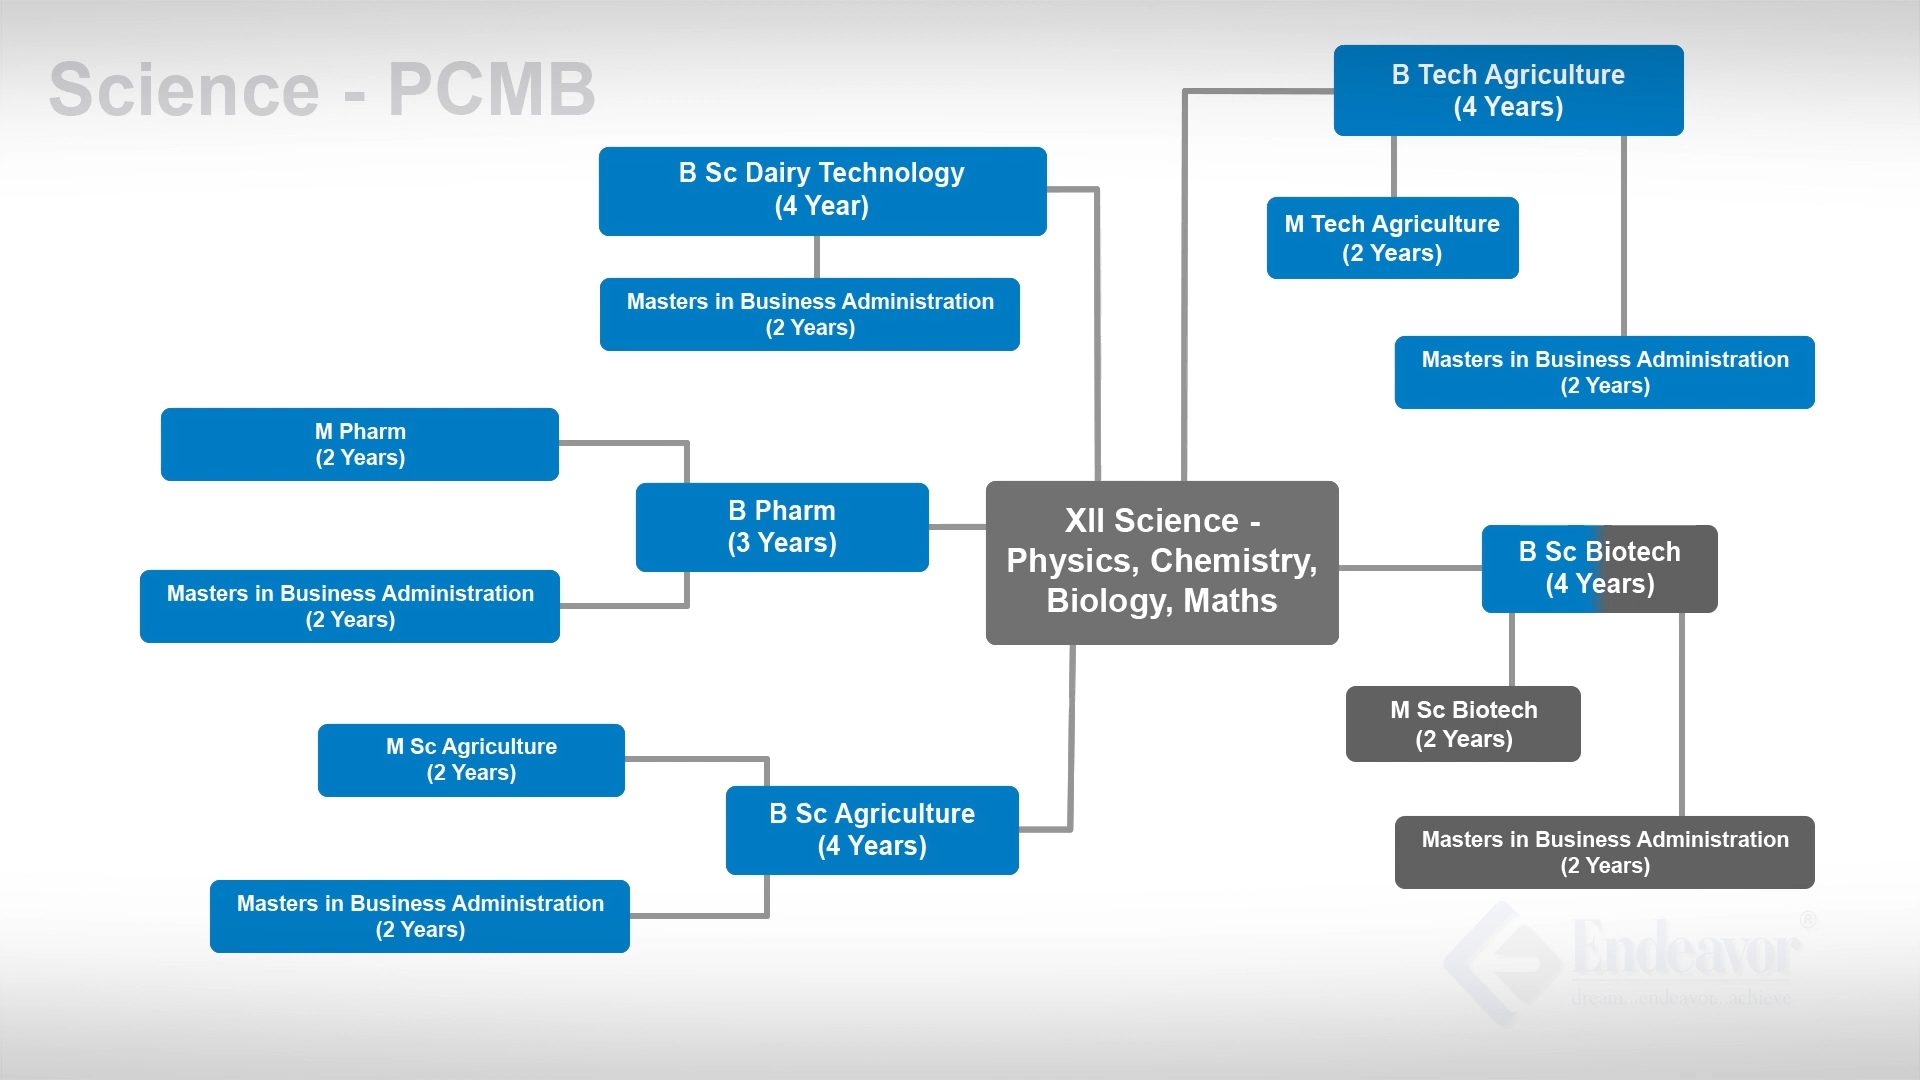 Science - PCMB
B Tech Agriculture
(4 Years)
B Sc Dairy Technology
(4 Year)
M Tech Agriculture
(2 Years)
Masters in Business Administration
(2 Years)
Masters in Business Administration
(2 Years)
M Pharm
(2 Years)
B Pharm
(3 Years)
XII Science -
Physics, Chemistry,
Biology, Maths
B Sc Biotech
(4 Years)
Masters in Business Administration
(2 Years)
M Sc Biotech
(2 Years)
M Sc Agriculture
(2 Years)
B Sc Agriculture
(4 Years)
Masters in Business Administration
(2 Years)
Masters in Business Administration
(2 Years)
Endeavor®
dream...endeavor...achieve